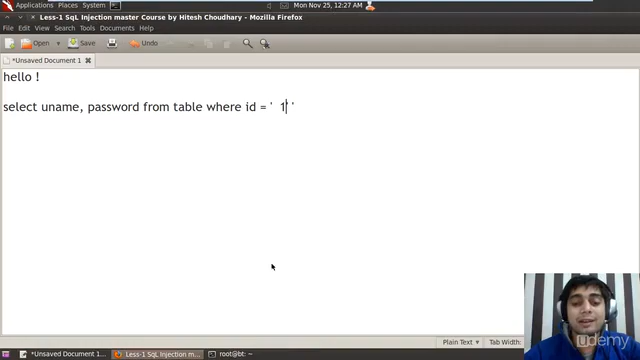 Applications Places System
Mon Nov 25, 12:27 AM
Less-1 SqL Injection master Course by Hitesh Choudhary - Mozilla Firefox
File Edit View Search Tools Documents Help
Open Save Undo
*Unsaved Document 1
hello !
select uname, password from table where id = ' 1' '
Plain Text Tab Width:
*Unsaved Document 1... Less-1 SqL Injection m... root@bt: ~
udemy